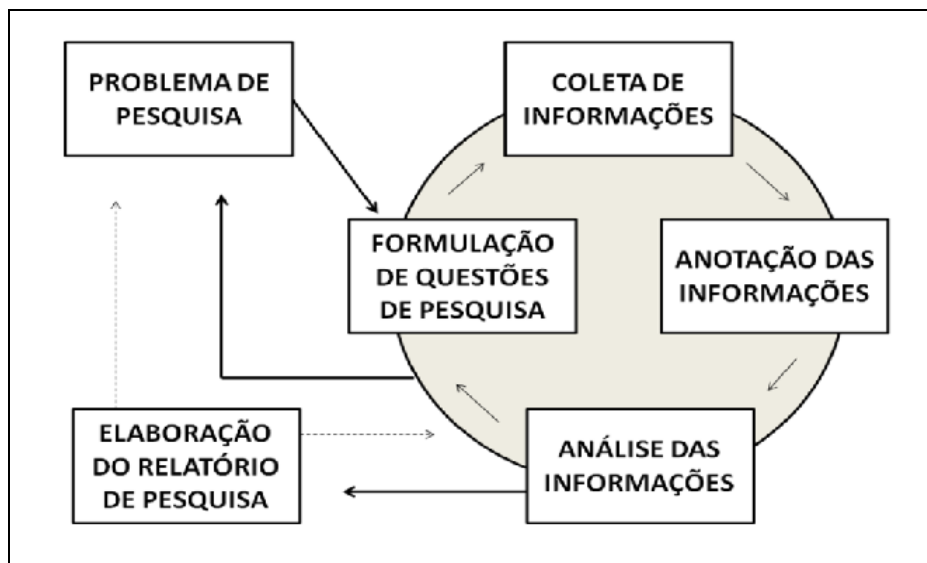 PROBLEMA DE
PESQUISA
COLETA DE
INFORMAÇÕES
FORMULAÇÃO
DE QUESTÕES
DE PESQUISA
ANOTAÇÃO DAS
INFORMAÇÕES
ELABORAÇÃO
DO RELATÓRIO
DE PESQUISA
ANÁLISE DAS
INFORMAÇÕES